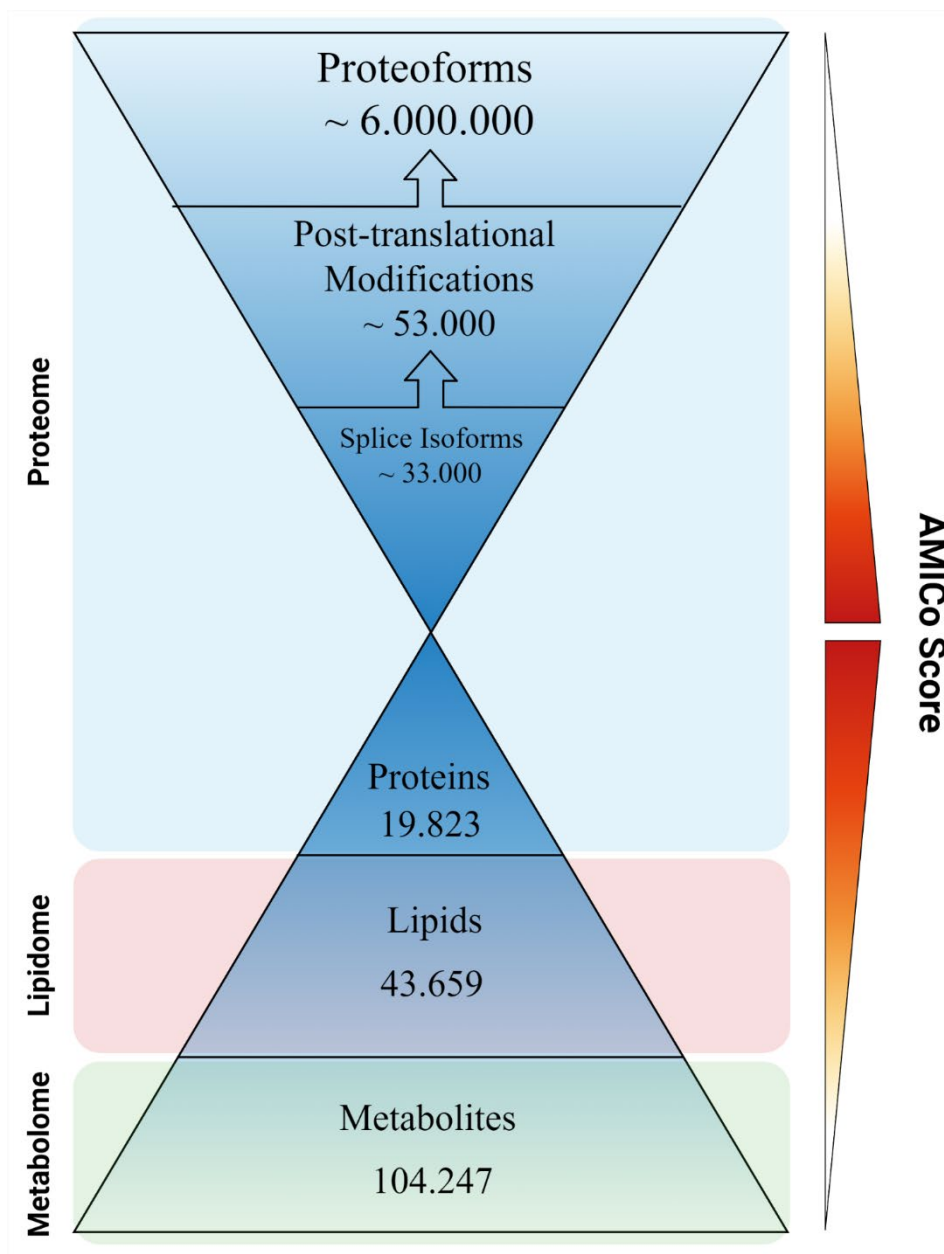 Proteoforms
~ 6.000.000
Post-translational
Modifications
~ 53.000
Splice Isoforms
~ 33.000
Proteins
19.823
Lipids
43.659
Metabolites
104.247
Proteome
Lipidome
Metabolome
AMICo Score